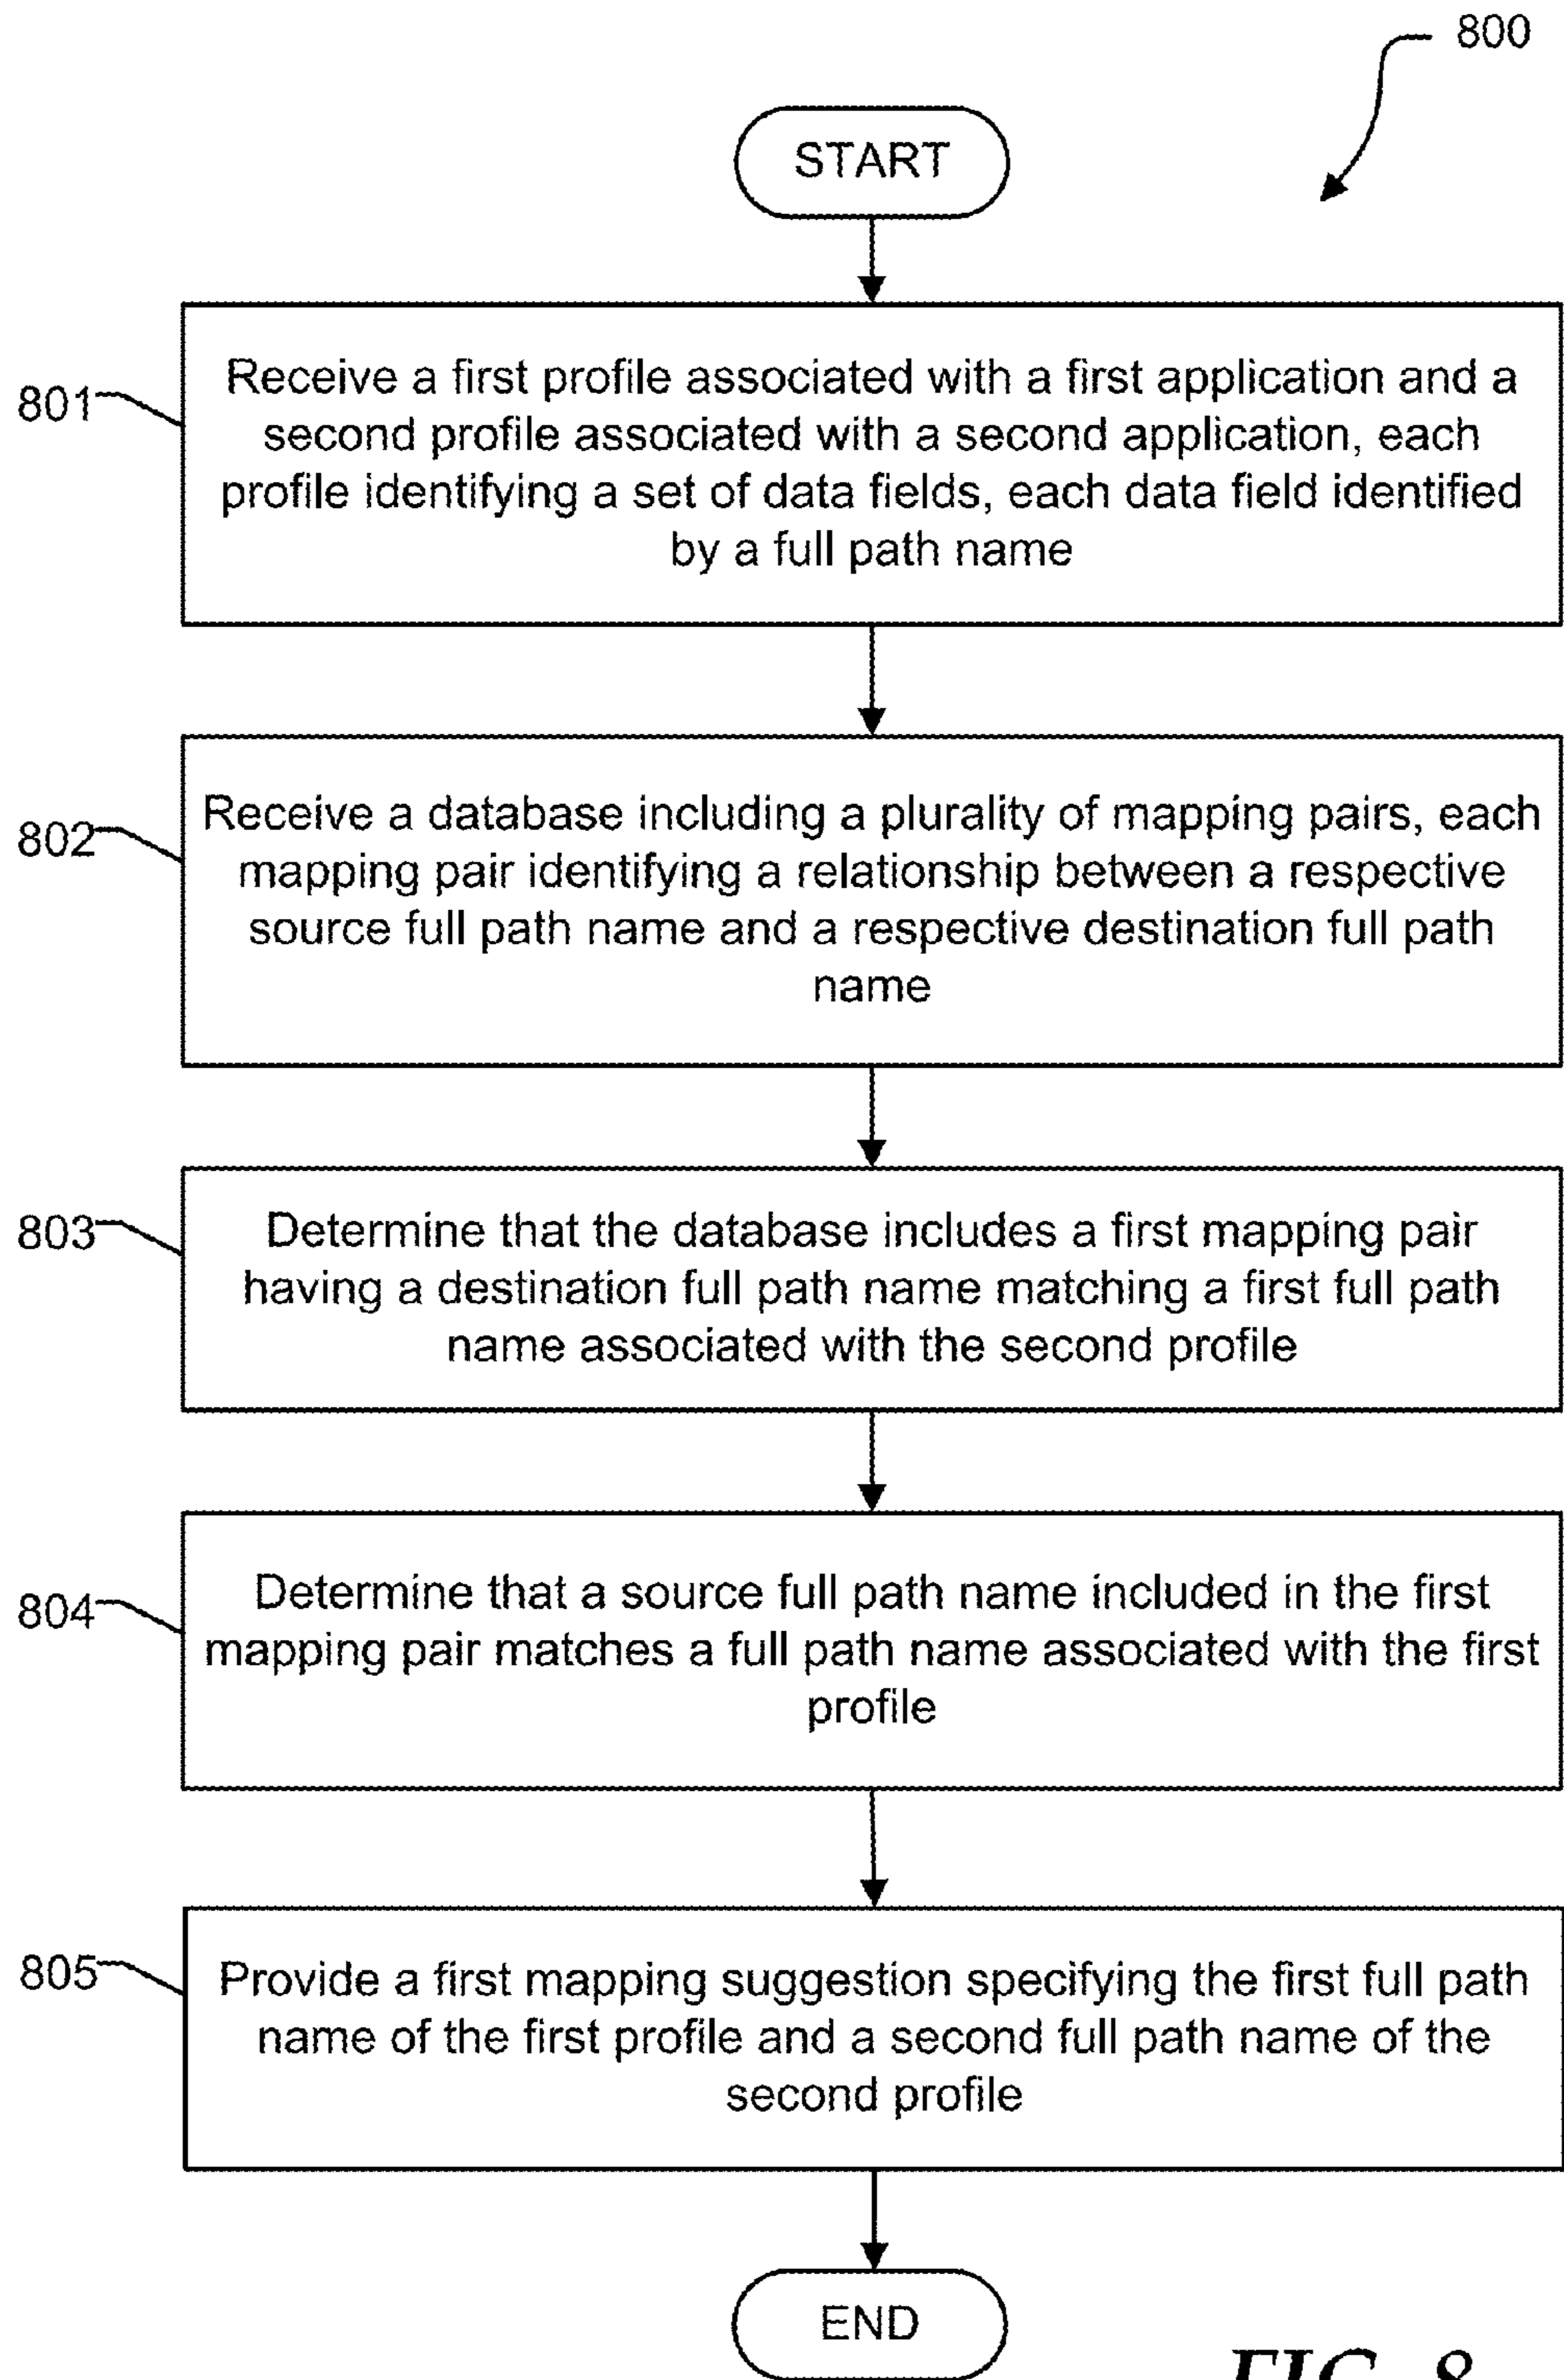 800
START
801
Receive a first profile associated with a first application and a
second profile associated with a second application, each
profile identifying a set of data fields, each data field identified
by a full path name
802
Receive a database including a plurality of mapping pairs, each
mapping pair identifying a relationship between a respective
source full path name and a respective destination full path
name
803
Determine that the database includes a first mapping pair
having a destination full path name matching a first full path
name associated with the second profile
804
Determine that a source full path name included in the first
mapping pair matches a full path name associated with the first
profile
805
Provide a first mapping suggestion specifying the first full path
name of the first profile and a second full path name of the
second profile
END
FIG. 8